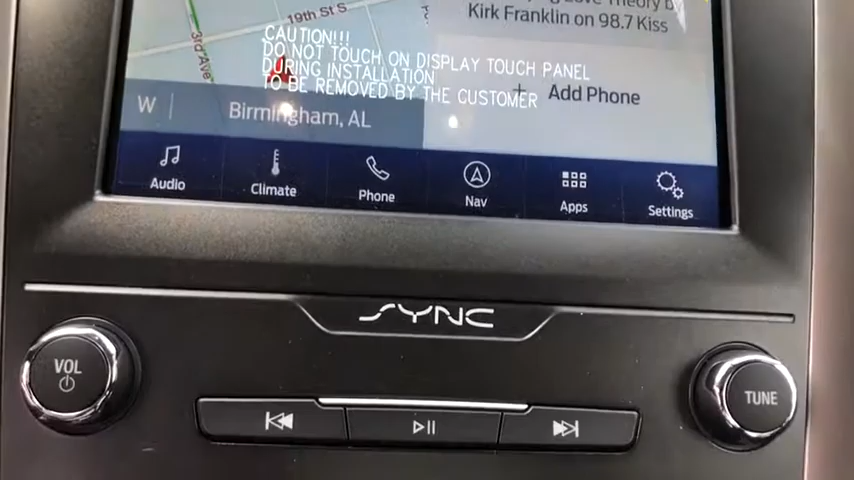 Love Theory b
Kirk Franklin on 98.7 Kiss
19th St S
3rd Ave
CAUTION!!!
DO NOT TOUCH ON DISPLAY TOUCH PANEL
DURING INSTALLATION
TO BE REMOVED BY THE CUSTOMER
+ Add Phone
W
Birmingham, AL
Audio
Climate
Phone
Nav
Apps
Settings
SYNC
VOL
TUNE